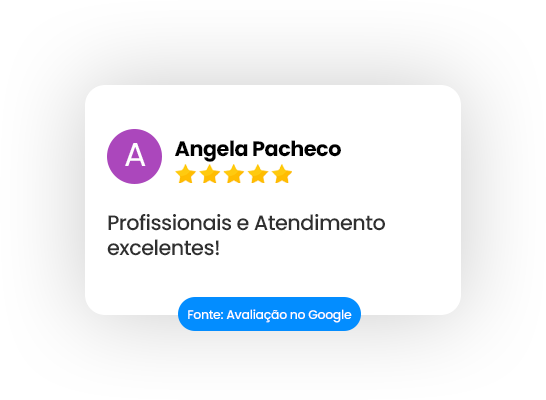 A
Angela Pacheco
Profissionais e Atendimento
excelentes!
Fonte: Avaliação no Google